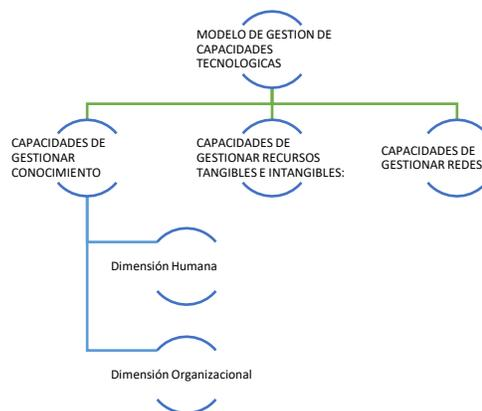 MODELO DE GESTION DE
CAPACIDADES
TECNOLOGICAS
CAPACIDADES DE
GESTIONAR
CONOCIMIENTO
CAPACIDADES DE
GESTIONAR RECURSOS
TANGIBLES E INTANGIBLES:
CAPACIDADES DE
GESTIONAR REDES
Dimensión Humana
Dimensión Organizacional